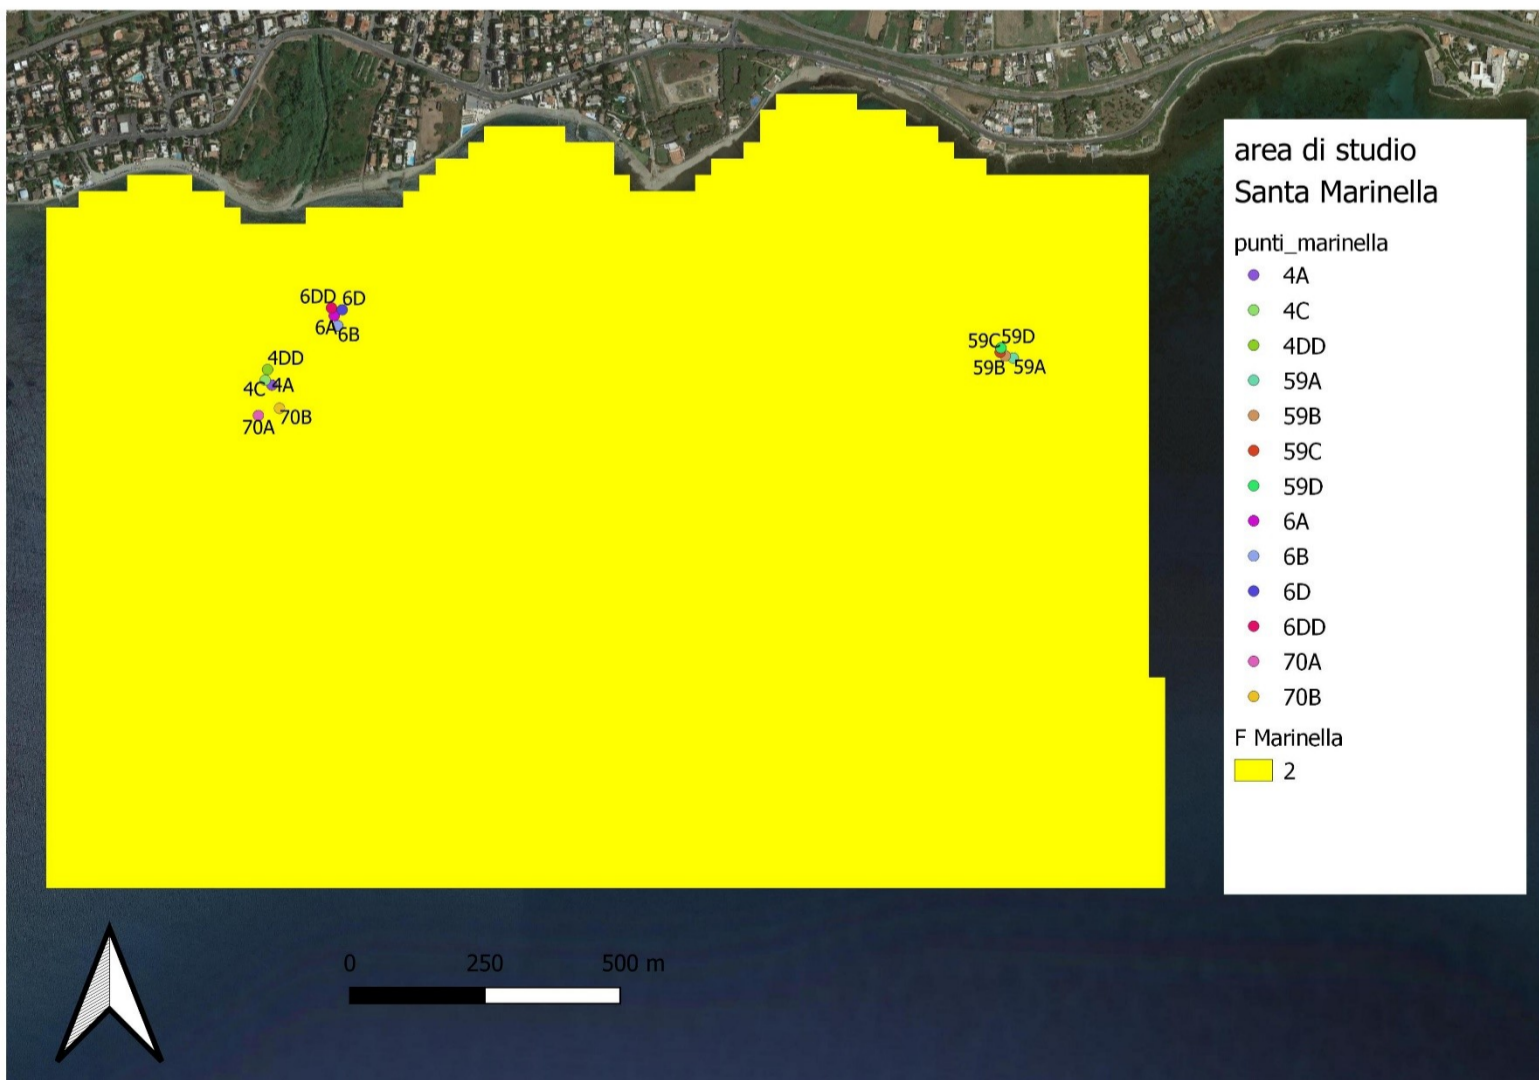 area di studio
Santa Marinella
punti_marinella
4A
4C
4DD
59A
59B
59C
59D
6A
6B
6D
6DD
70A
70B
F Marinella
2
6DD 6D
6A 6B
4DD
4C 4A
70A 70B
59C 59D
59B 59A
0 250 500 m